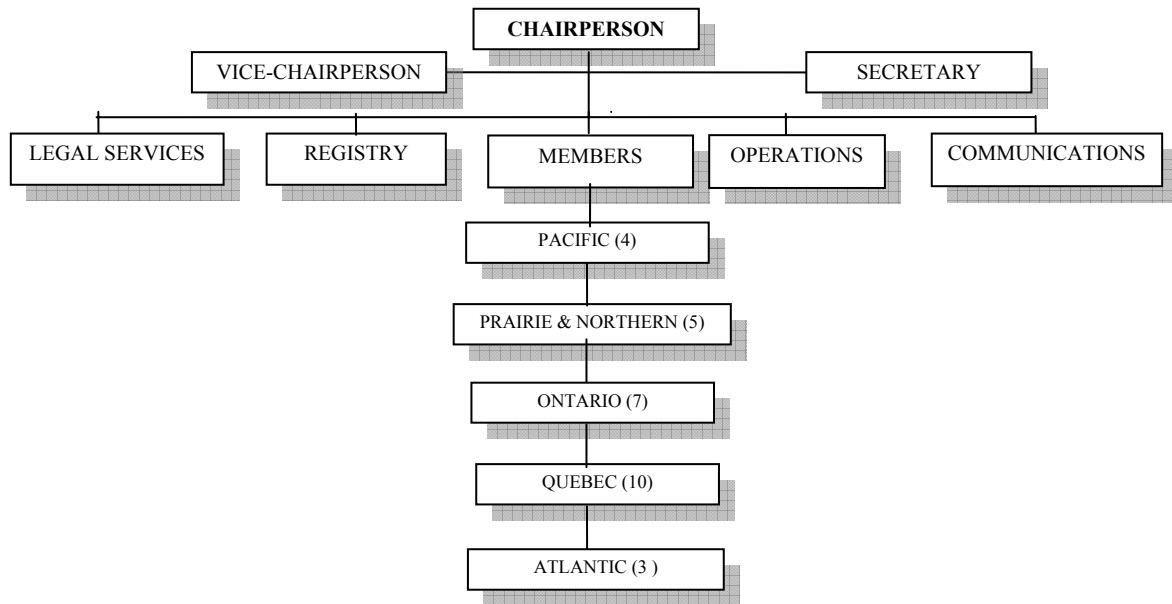 CHAIRPERSON
VICE-CHAIRPERSON
SECRETARY
LEGAL SERVICES
REGISTRY
MEMBERS
OPERATIONS
COMMUNICATIONS
PACIFIC (4)
PRAIRIE & NORTHERN (5)
ONTARIO (7)
QUEBEC (10)
ATLANTIC (3 )